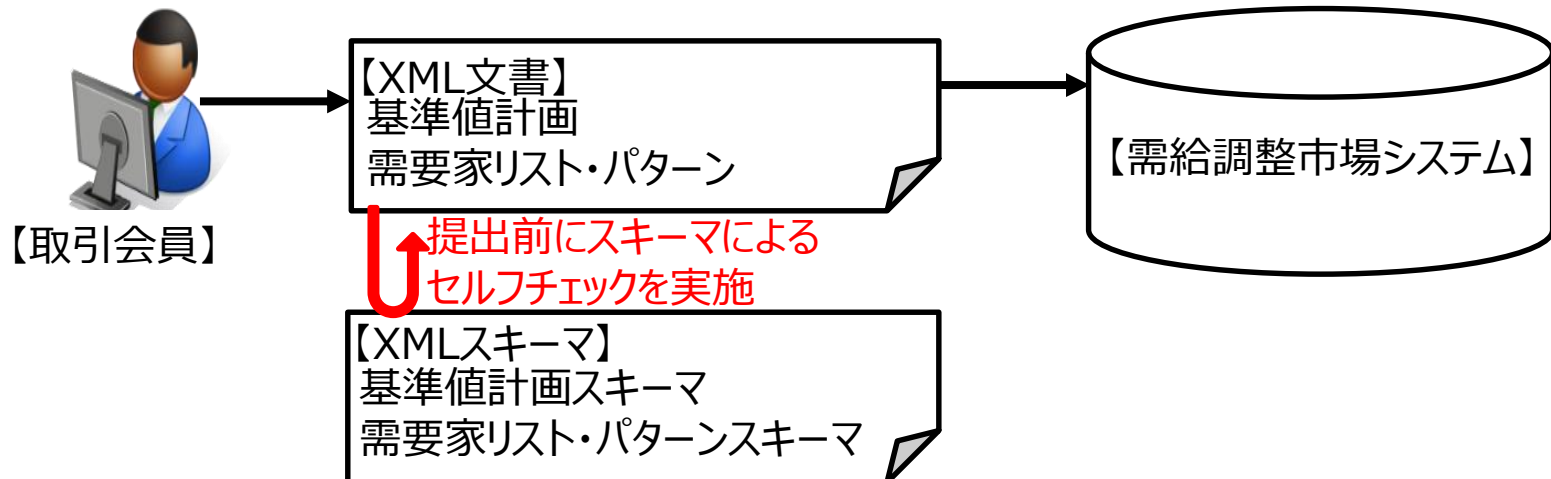 【XML文書】
基準値計画
需要家リスト・パターン
【需給調整市場システム】
【取引会員】
提出前にスキーマによる
セルフチェックを実施
【XMLスキーマ】
基準値計画スキーマ
需要家リスト・パターンスキーマ